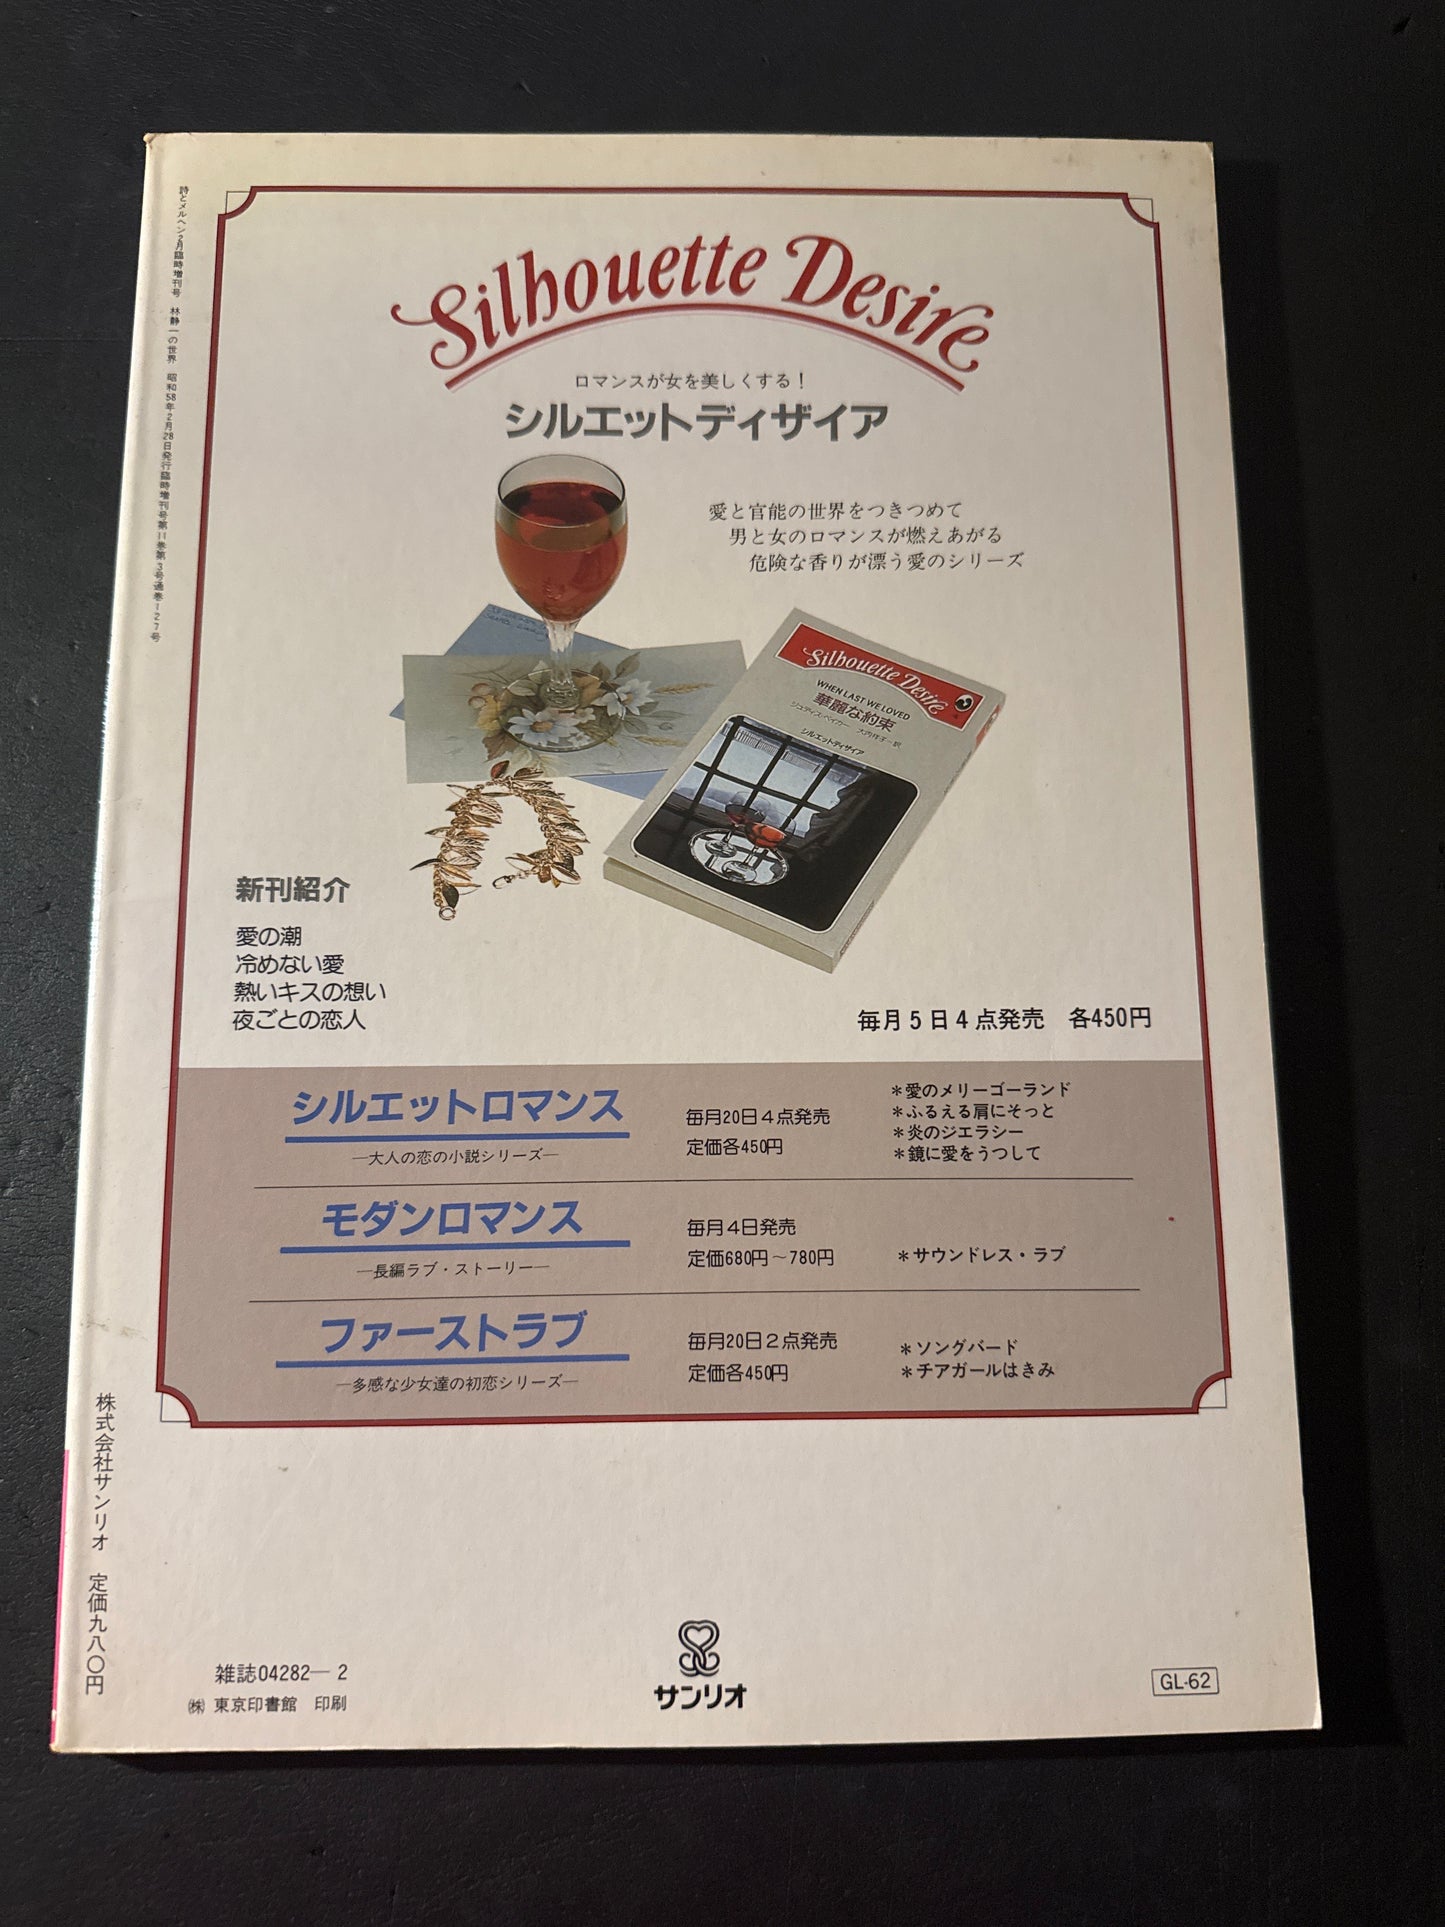 詩とメルヘン2月臨時増刊号 林静一の世界 昭和58年2月28日発行臨時増刊号第11巻第3号通巻127号
Silhouette Desire
ロマンスが女を美しくする!
シルエットディザイア
愛と官能の世界をつきつめて
男と女のロマンスが燃えあがる
危険な香りが漂う愛のシリーズ
Silhouette Desire
WHEN LAST WE LOVED
華麗な約束
ジュディス・ベイカー 大内祥子=訳
シルエットディザイア
新刊紹介
愛の潮
冷めない愛
熱いキスの想い
夜ごとの恋人
毎月5日4点発売 各450円
シルエットロマンス
—大人の恋の小説シリーズ—
毎月20日4点発売
定価各450円
*愛のメリーゴーランド
*ふるえる肩にそっと
*炎のジェラシー
*鏡に愛をうつして
モダンロマンス
—長編ラブ・ストーリー—
毎月4日発売
定価680円~780円
*サウンドレス・ラブ
ファーストラブ
—多感な少女達の初恋シリーズ—
毎月20日2点発売
定価各450円
*ソングバード
*チアガールはきみ
株式会社サンリオ 定価九八〇円
雑誌04282—2
㈱ 東京印書館 印刷
サンリオ
GL-62